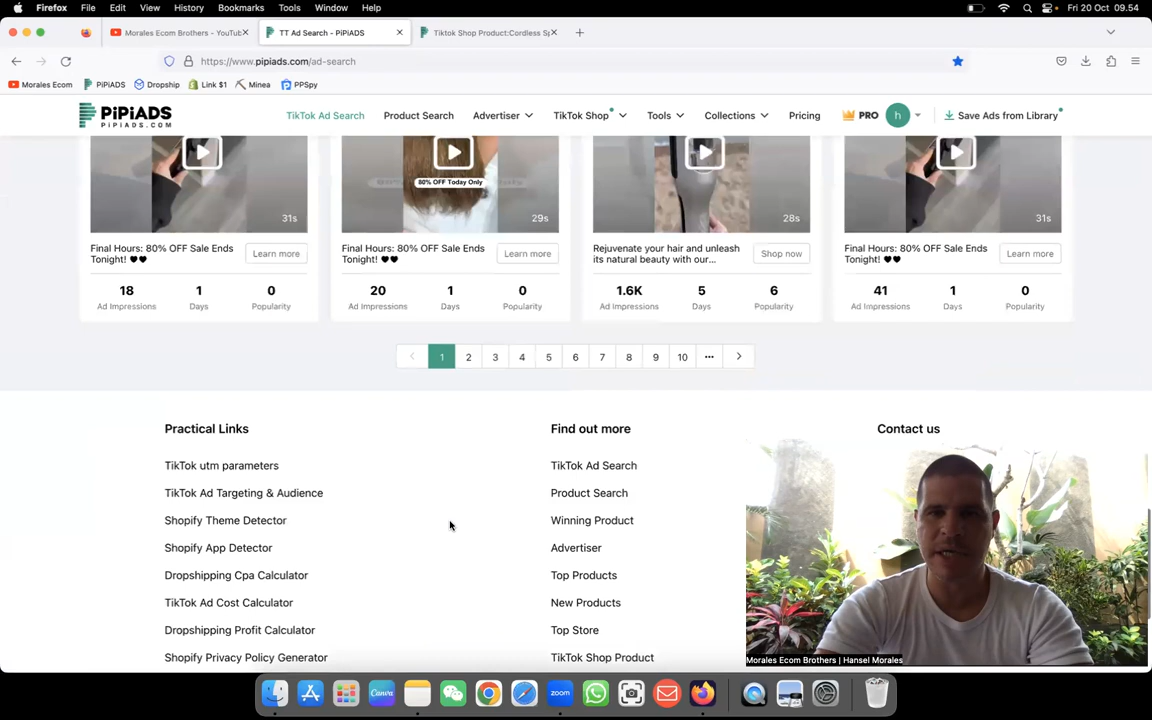 Firefox File Edit View History Bookmarks Tools Window Help Fri 20 Oct 09.54
Morales Ecom Brothers - YouTub TT Ad Search - PiPiADS Tiktok Shop Product:Cordless Sp
https://www.pipiads.com/ad-search
Morales Ecom PiPiADS Dropship Link $1 Minea PPSpy
PiPiADS
PIPIADS.COM
TikTok Ad Search Product Search Advertiser TikTok Shop Tools Collections Pricing PRO h Save Ads from Library
80% OFF Today Only
31s 29s 28s 31s
Final Hours: 80% OFF Sale Ends
Tonight! ♥♥
Learn more
Final Hours: 80% OFF Sale Ends
Tonight! ♥♥
Learn more
Rejuvenate your hair and unleash
its natural beauty with our...
Shop now
Final Hours: 80% OFF Sale Ends
Tonight! ♥♥
Learn more
18 1 0 20 1 0 1.6K 5 6 41 1 0
Ad Impressions Days Popularity Ad Impressions Days Popularity Ad Impressions Days Popularity Ad Impressions Days Popularity
1 2 3 4 5 6 7 8 9 10 •••
Practical Links
TikTok utm parameters
TikTok Ad Targeting & Audience
Shopify Theme Detector
Shopify App Detector
Dropshipping Cpa Calculator
TikTok Ad Cost Calculator
Dropshipping Profit Calculator
Shopify Privacy Policy Generator
Find out more
TikTok Ad Search
Product Search
Winning Product
Advertiser
Top Products
New Products
Top Store
TikTok Shop Product
Contact us
Morales Ecom Brothers | Hansel Morales
Canva
zoom